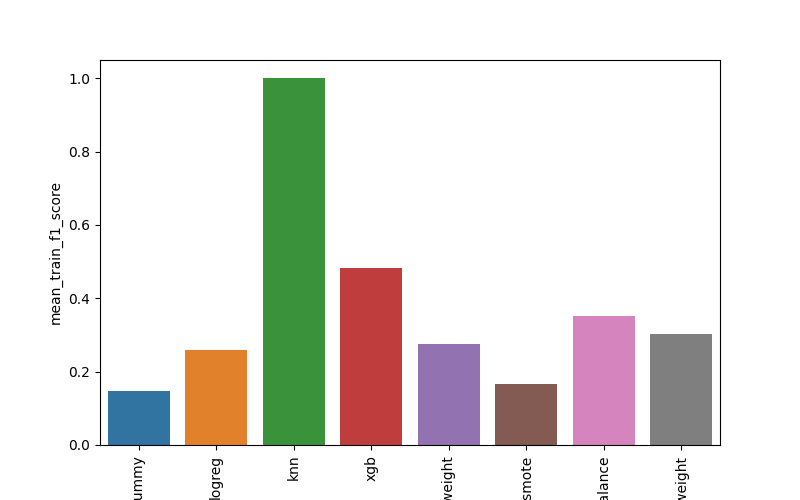 mean_train_f1_score
1.0
0.8
0.6
0.4
0.2
0.0
ummy
logreg
knn
xgb
weight
smote
alance
weight